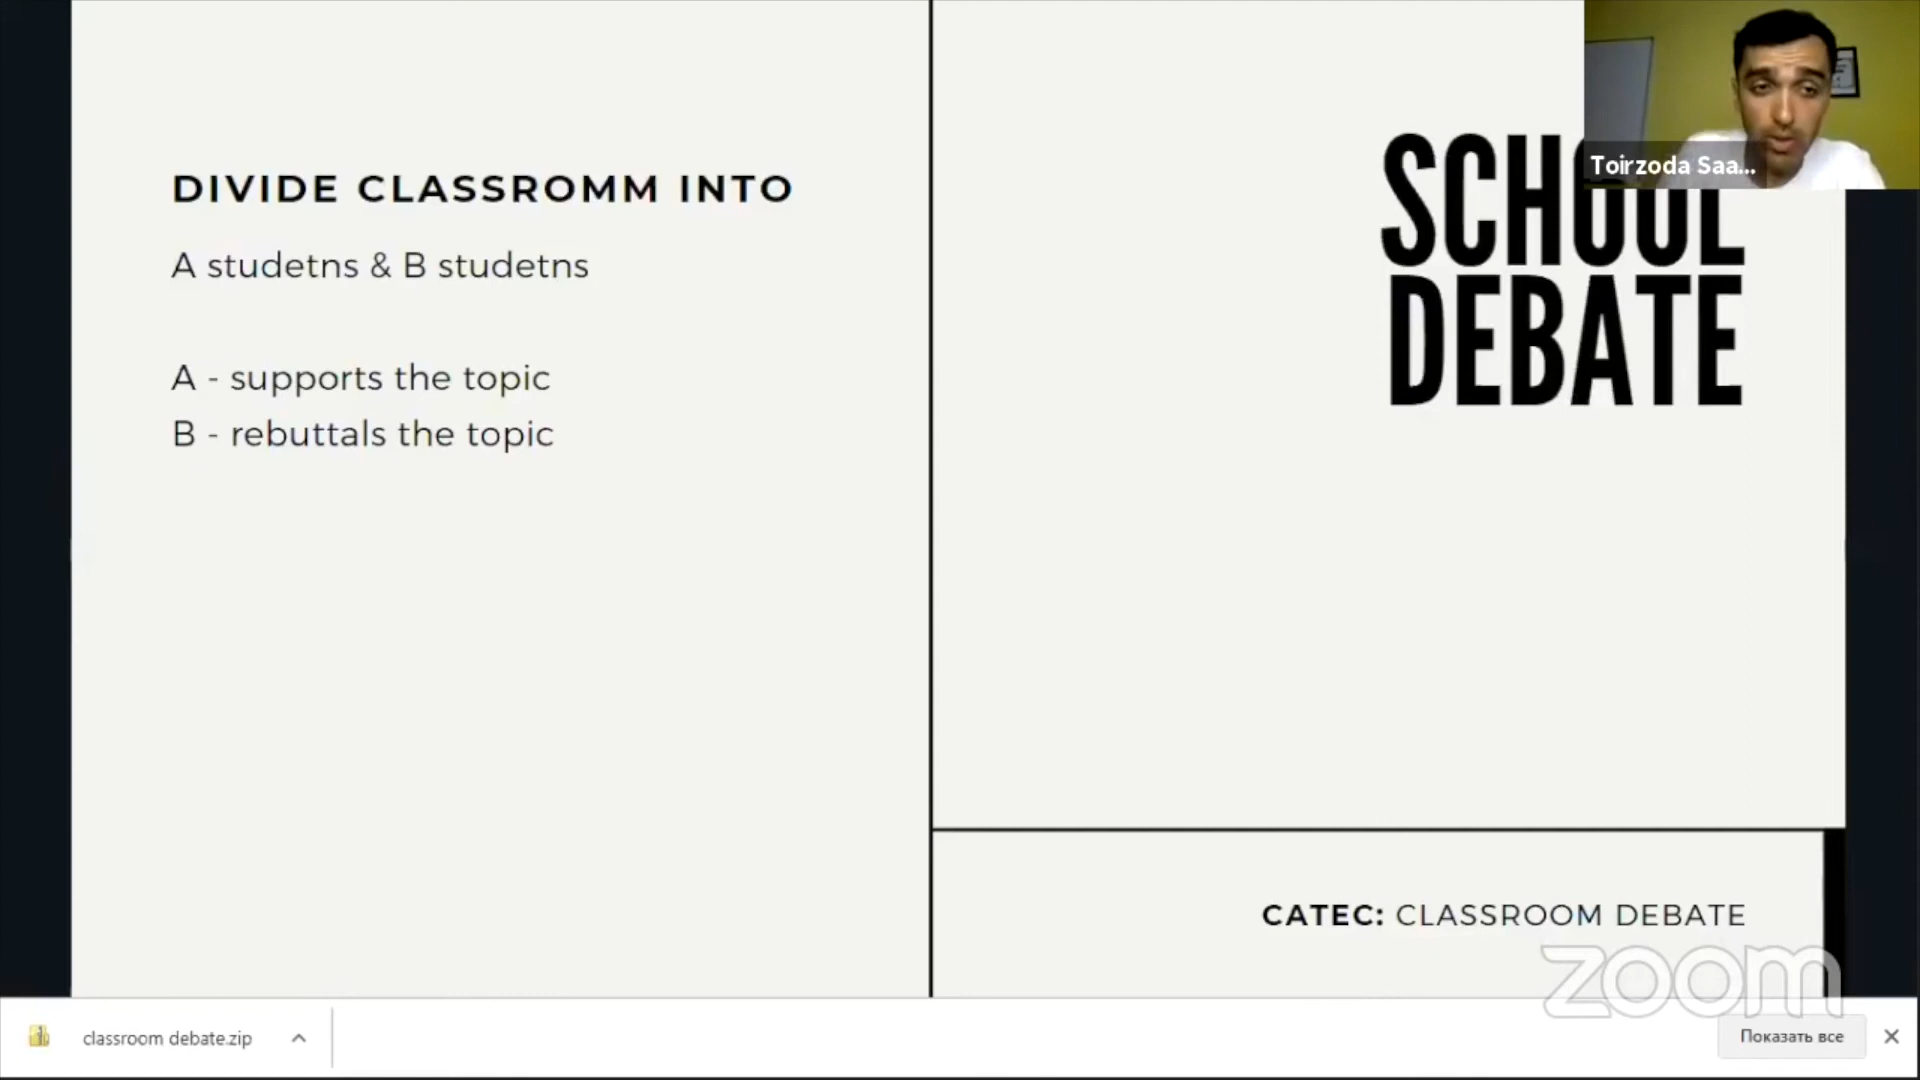 DIVIDE CLASSROMM INTO
A studetns & B studetns
A - supports the topic
B - rebuttals the topic
SCHOOL
DEBATE
Toirzoda Saa...
CATEC: CLASSROOM DEBATE
zoom
classroom debate.zip
Показать все